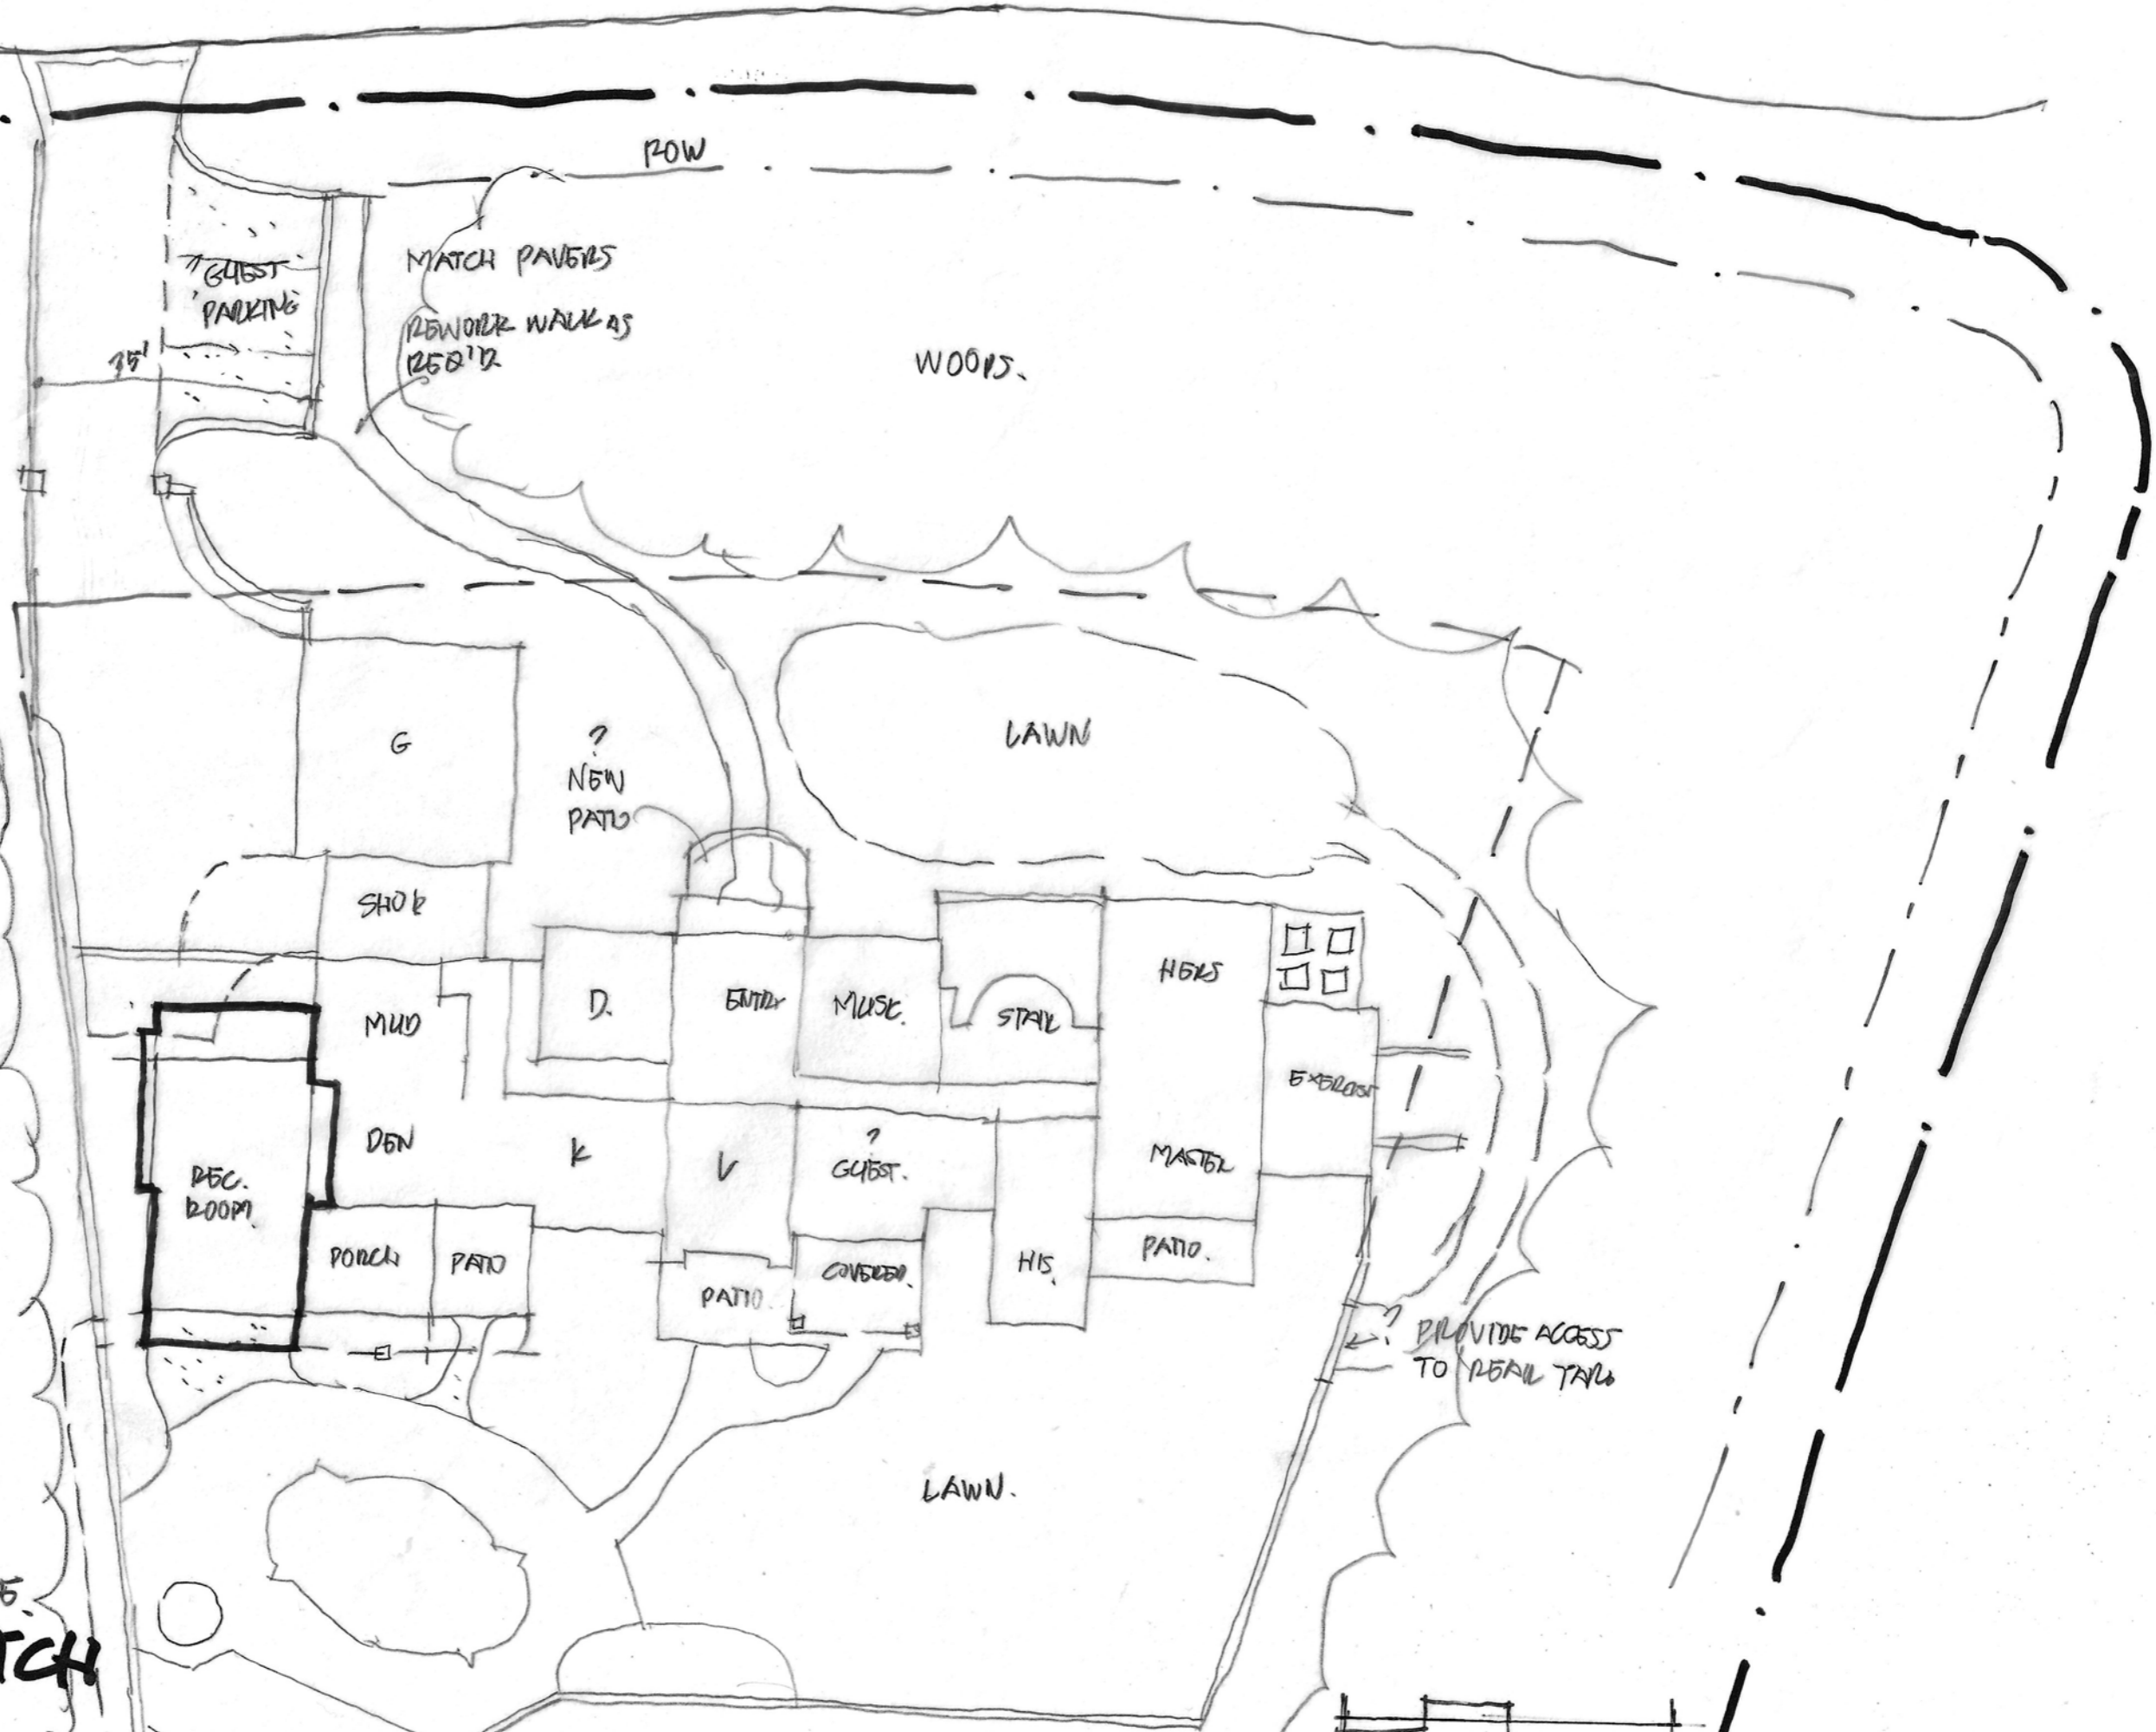 ROW
MATCH PAVERS
REWORK WALK AS
REQ'D.
GUEST
PARKING
35'
WOODS.
G
?
NEW
PATIO
LAWN
SHOP
MUD
D.
ENTRY
MUSIC.
STAIR
HERS
EXERCISE
DEN
K
V
?
GUEST.
MASTER
REC.
ROOM.
PORCH
PATIO
PATIO.
COVERED.
HIS.
PATIO.
? PROVIDE ACCESS
TO REAR YARD
LAWN.
E.
TCH